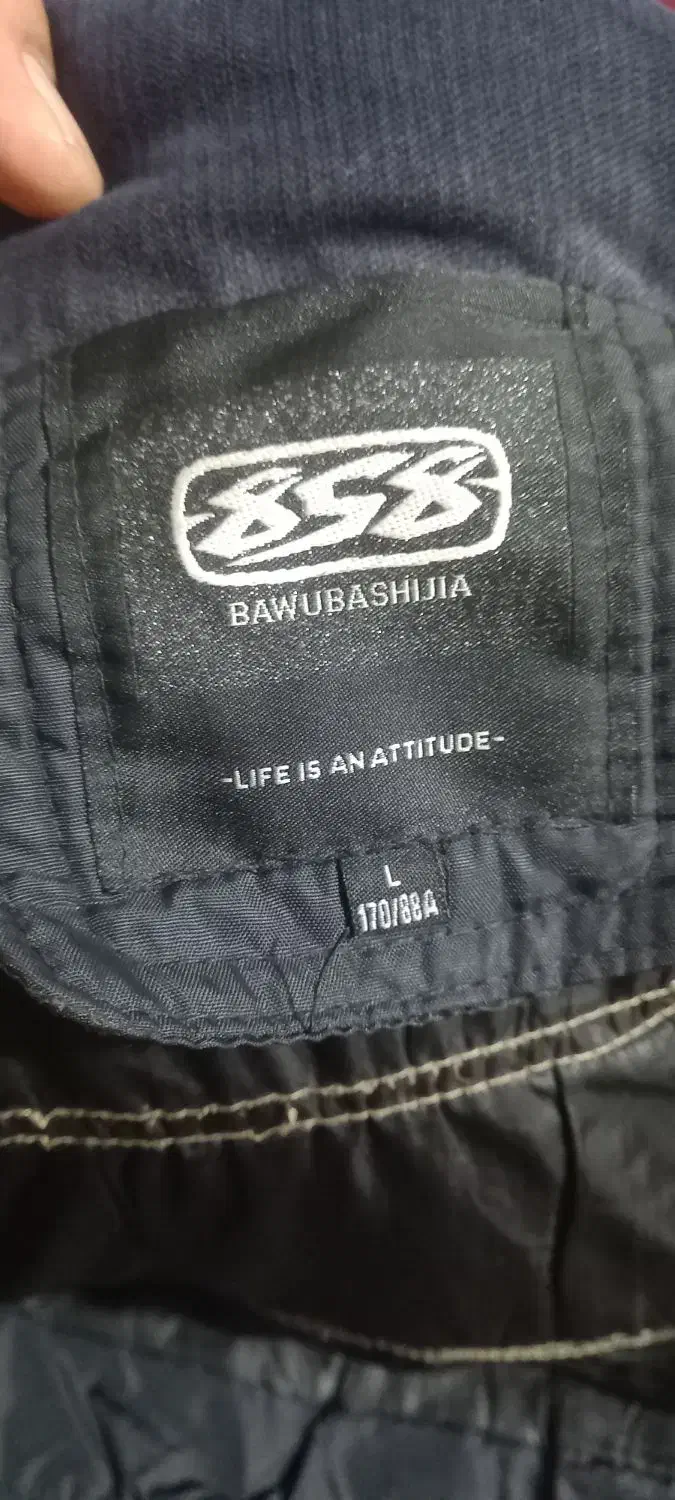 858
BAWUBASHIJIA
-LIFE IS AN ATTITUDE-
L
170/88A